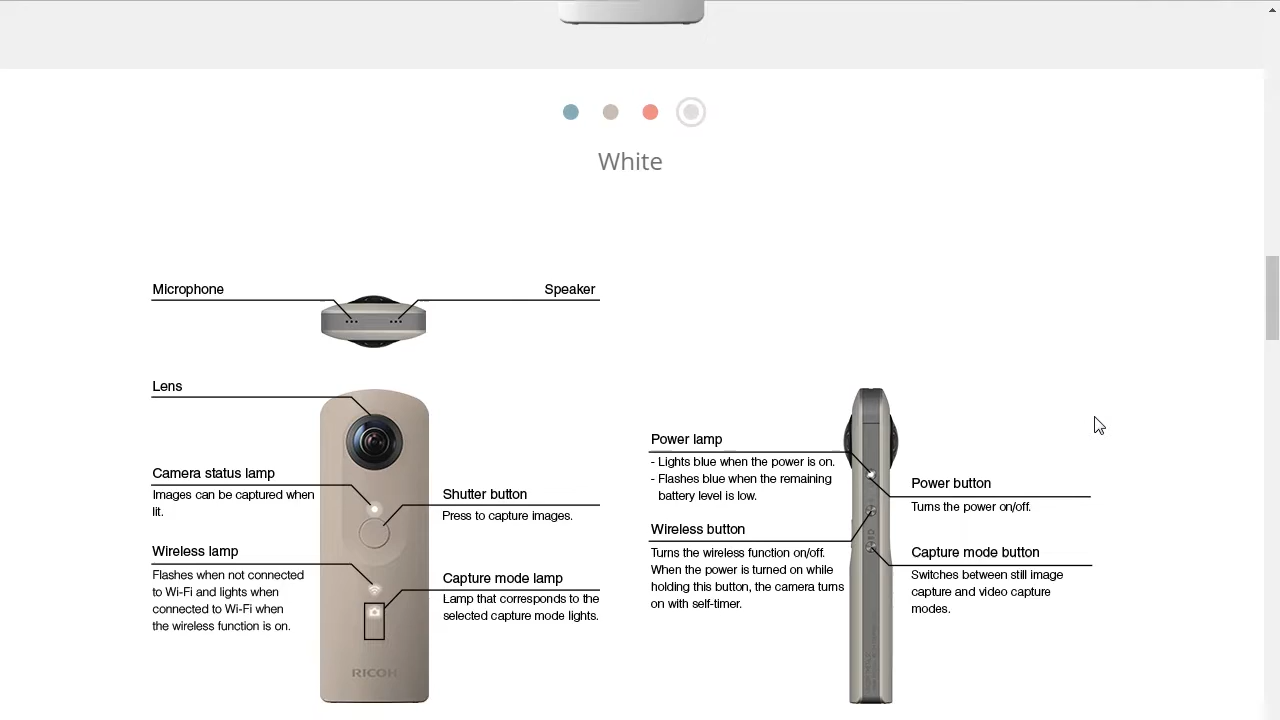 White
Microphone
Speaker
Lens
Camera status lamp
Images can be captured when
lit.
Shutter button
Press to capture images.
Wireless lamp
Flashes when not connected
to Wi-Fi and lights when
connected to Wi-Fi when
the wireless function is on.
Capture mode lamp
Lamp that corresponds to the
selected capture mode lights.
RICOH
Power lamp
- Lights blue when the power is on.
- Flashes blue when the remaining
battery level is low.
Power button
Turns the power on/off.
Wireless button
Turns the wireless function on/off.
When the power is turned on while
holding this button, the camera turns
on with self-timer.
Capture mode button
Switches between still image
capture and video capture
modes.